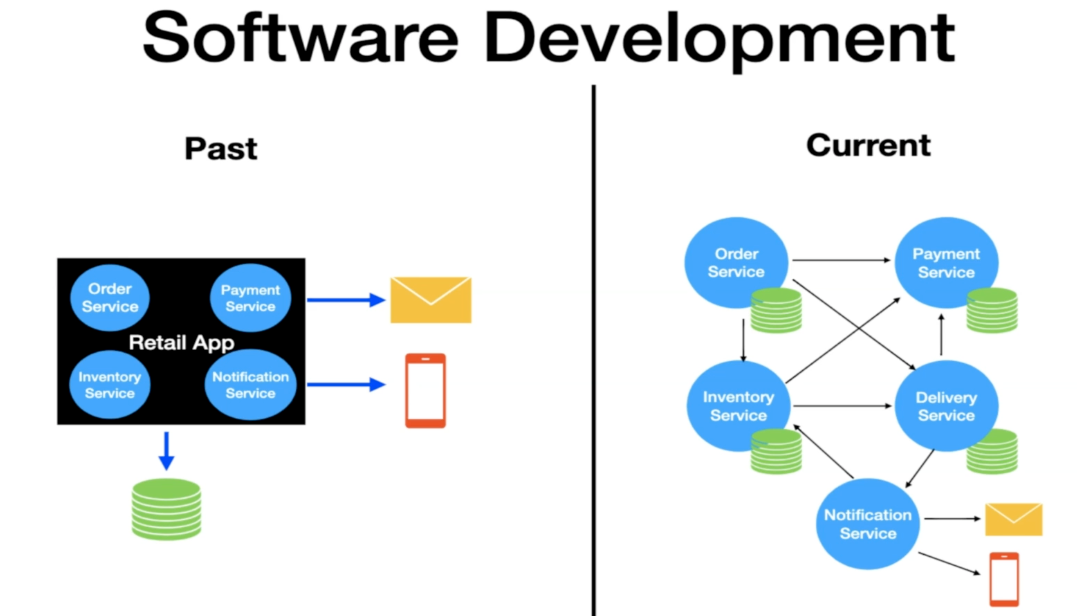 Software Development
Past
Current
Order
Service
Payment
Service
Retail App
Inventory
Service
Notification
Service
Order
Service
Payment
Service
Inventory
Service
Delivery
Service
Notification
Service